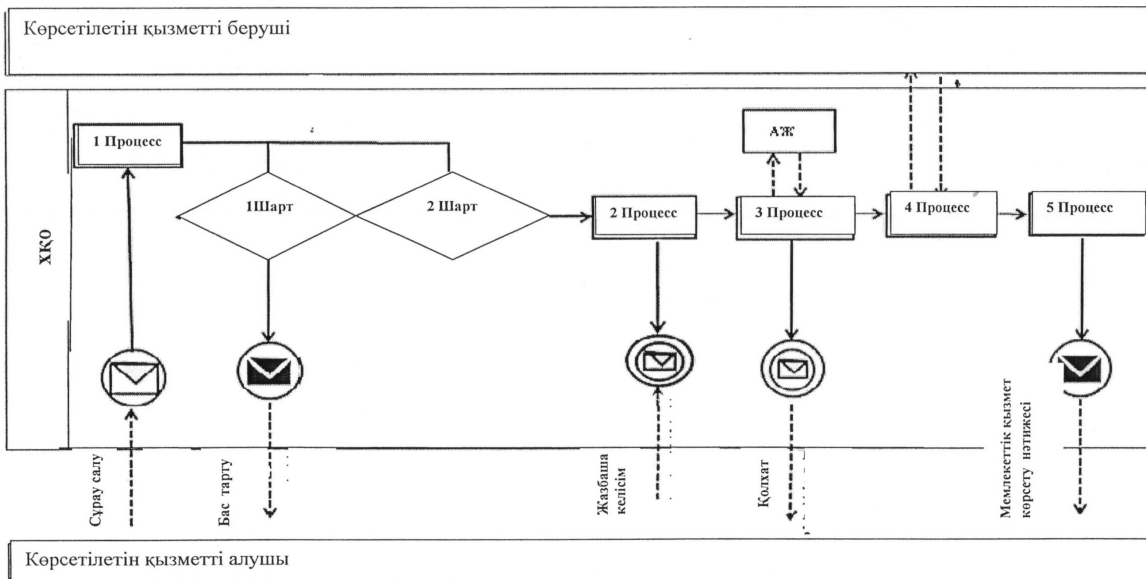 Көрсетілетін қызметті беруші
ХҚО
1 Процесс
АЖ
1Шарт
2 Шарт
2 Процесс
3 Процесс
4 Процесс
5 Процесс
Сұрау салу
Бас тарту
Жазбаша
келісім
Қолхат
Мемлекеттік қызмет
көрсету нәтижесі
Көрсетілетін қызметті алушы